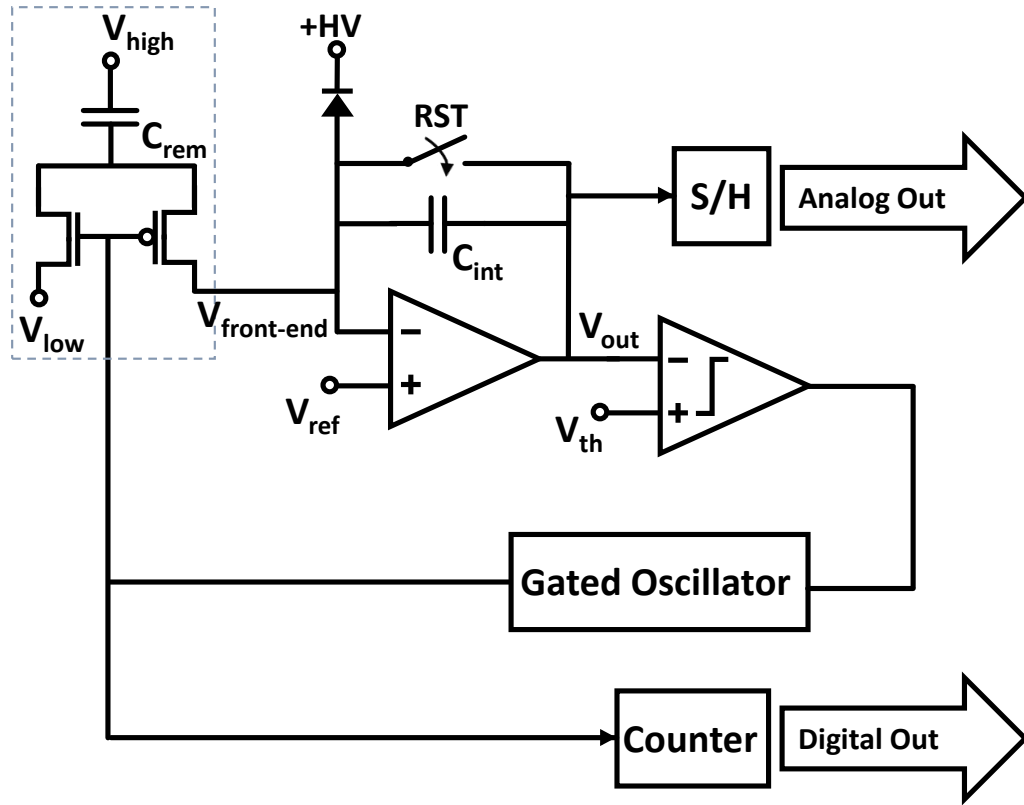 V_high
C_rem
V_low
V_front-end
+HV
RST
C_int
−
+
V_ref
V_out
−
+
V_th
S/H
Analog Out
Gated Oscillator
Counter
Digital Out